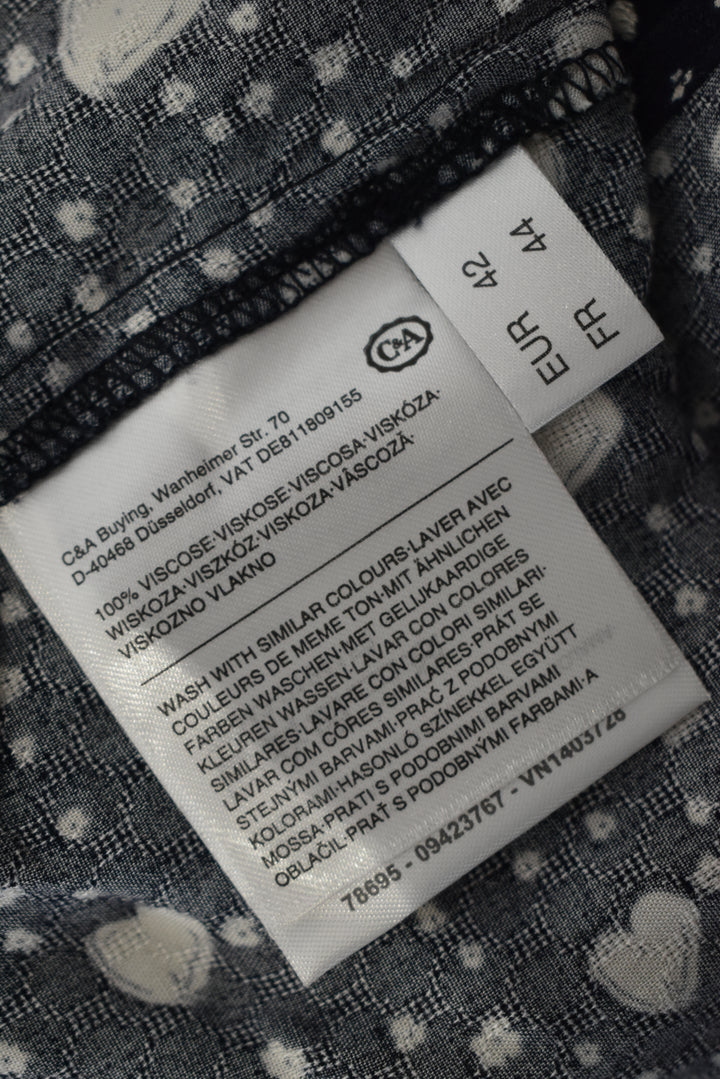 EUR 42
FR 44
C&A
C&A Buying, Wanheimer Str. 70
D-40468 Düsseldorf, VAT DE811809155
100% VISCOSE·VISKOSE·VISCOSA·VISKÓZA·
WISKOZA·VISZKÓZ·VISKOZA·VÂSCOZĂ·
VISKOZNO VLAKNO
WASH WITH SIMILAR COLOURS·LAVER AVEC
COULEURS DE MEME TON·MIT ÄHNLICHEN
FARBEN WASCHEN·MET GELIJKAARDIGE
KLEUREN WASSEN·LAVAR CON COLORES
SIMILARES·LAVARE CON COLORI SIMILARI·
LAVAR COM CÔRES SIMILARES·PRÁT SE
STEJNÝMI BARVAMI·PRAĆ Z PODOBNYMI
KOLORAMI·HASONLÓ SZINEKKEL EGYÜTT
MOSSA·PRATI S PODOBNIMI BARVAMI
OBLAČIL·PRAŤ S PODOBNÝMI FARBAMI·A
78695 - 09423767 - VN1403728